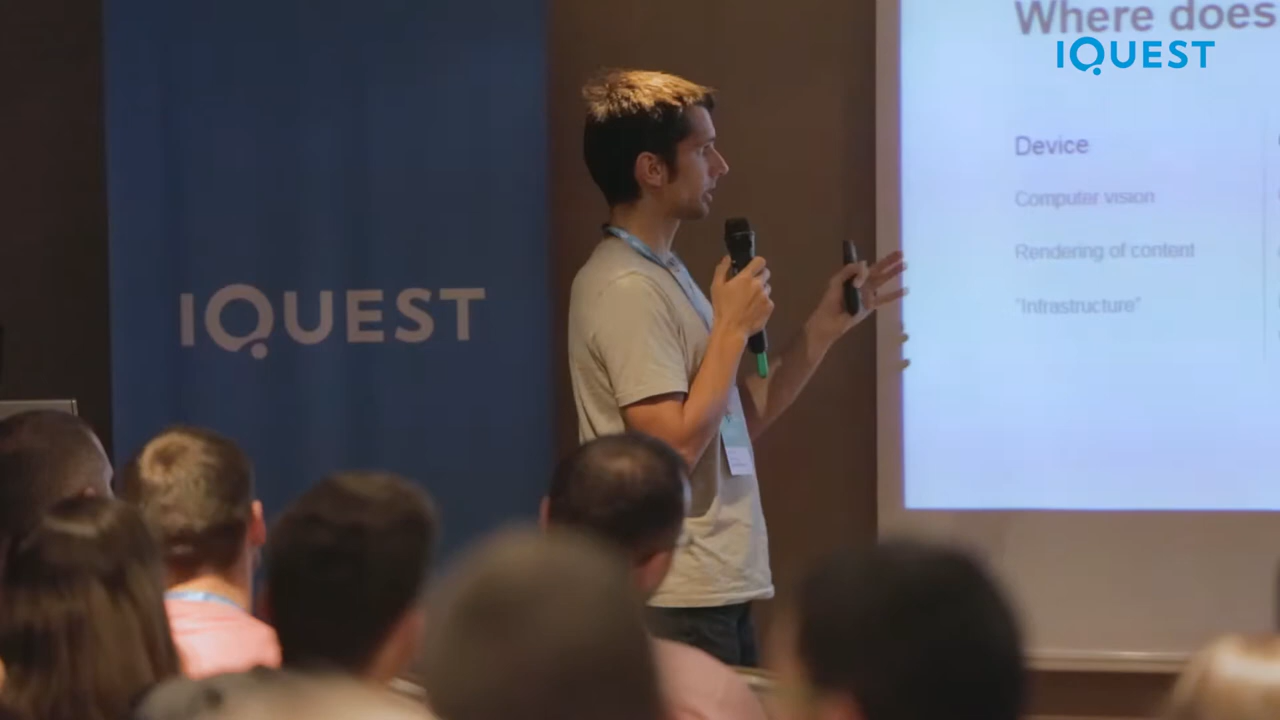 Where does
IQUEST
Device
Computer vision
Rendering of content
"Infrastructure"
IQUEST